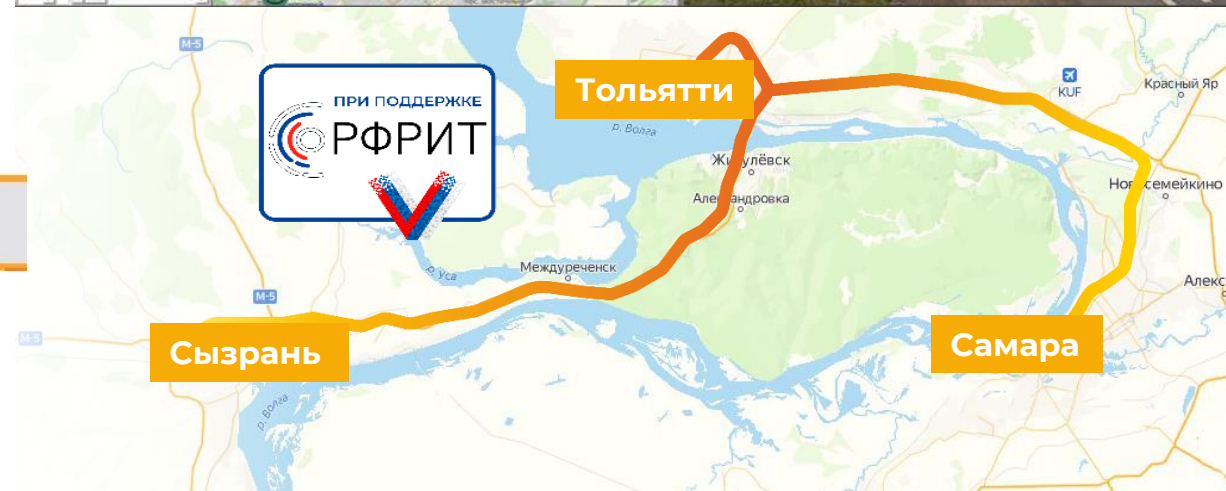 М-5
ПРИ ПОДДЕРЖКЕ
РФРИТ
Тольятти
р. Волга
KUF
Красный Яр
Жигулёвск
Александровка
Новосемейкино
р. Уса
Междуреченск
М-5
Алекс
М-5
Сызрань
Самара
р. Волга